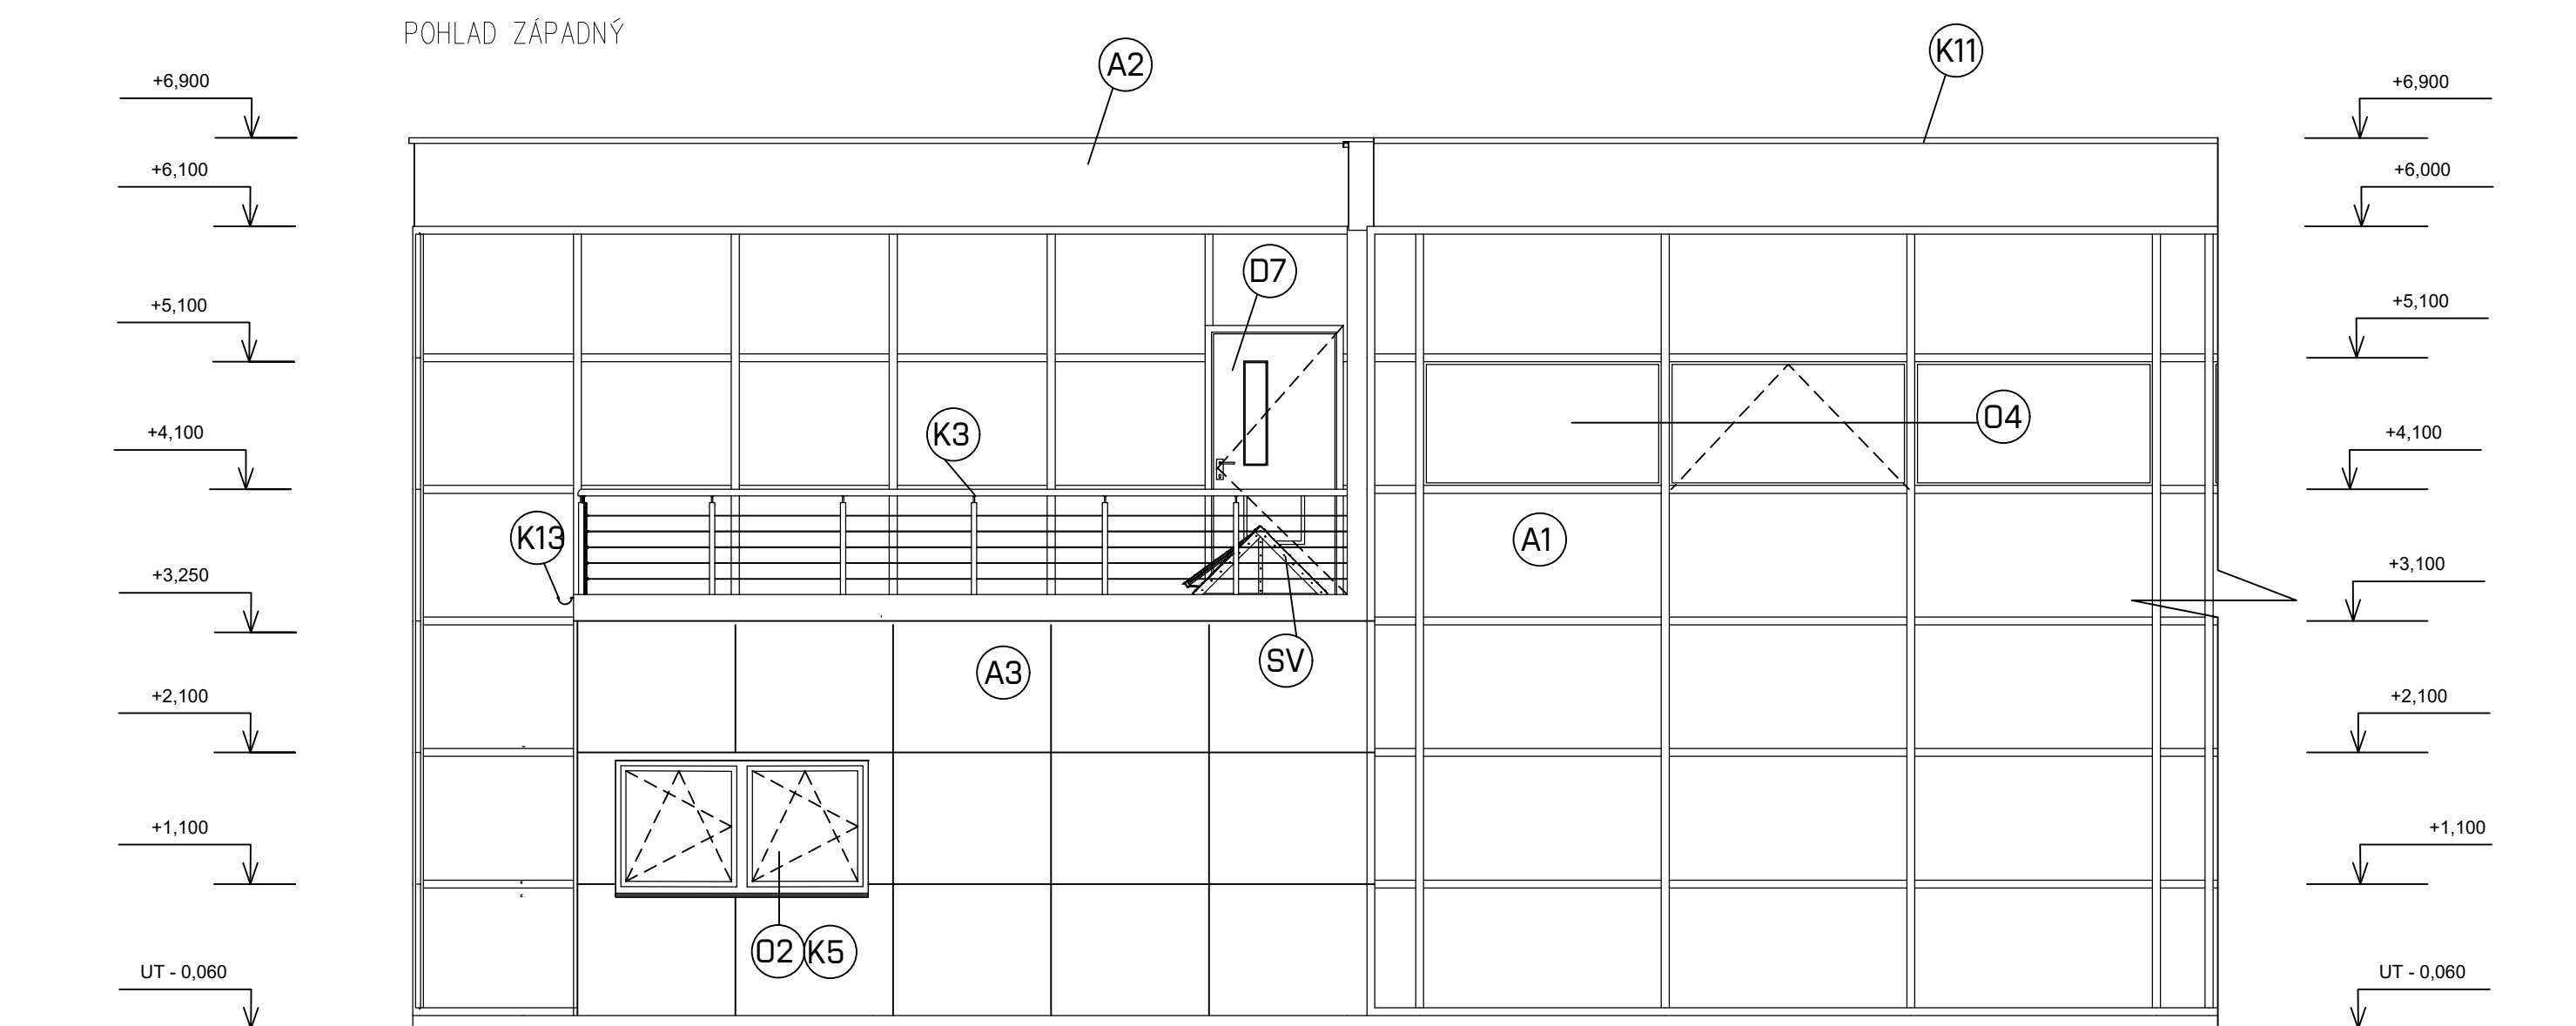 POHLAD ZÁPADNÝ
A2
K11
+6,900
+6,900
+6,100
+6,000
D7
+5,100
+5,100
K3
O4
+4,100
+4,100
K13
A1
+3,250
+3,100
A3
SV
+2,100
+2,100
+1,100
+1,100
O2
K5
UT - 0,060
UT - 0,060